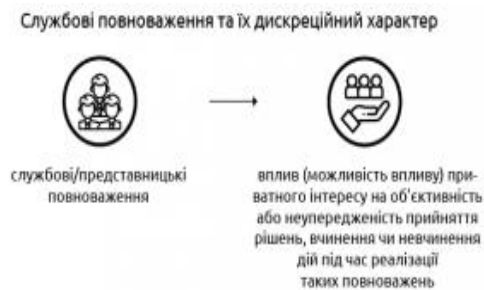 Службові повноваження та їх дискреційний характер
службові/представницькі
повноваження
вплив (можливість впливу) при-
ватного інтересу на об'єктивність
або неупередженість прийняття
рішень, вчинення чи невчинення
дій під час реалізації
таких повноважень